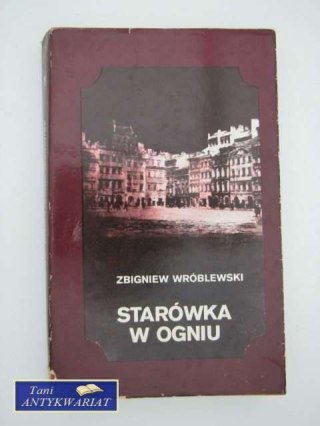 ZBIGNIEW WRÓBLEWSKI
STARÓWKA
W OGNIU
Tani
ANTYKWARIAT